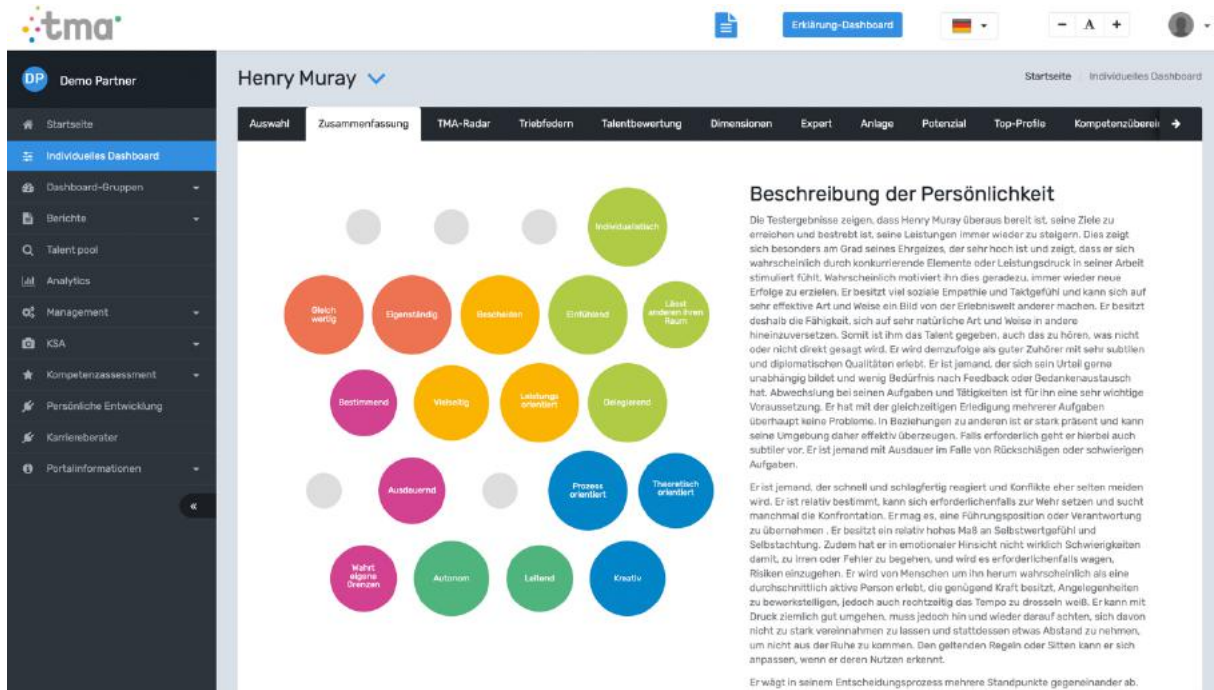 tma
Erklärung-Dashboard
- A +
DP Demo Partner
Henry Muray
Startseite Individuelles Dashboard
Startseite
Individuelles Dashboard
Dashboard-Gruppen
Berichte
Talent pool
Analytics
Management
KSA
Kompetenzassessment
Persönliche Entwicklung
Karriereberater
Portalinformationen
«
Auswahl Zusammenfassung TMA-Radar Triebfedern Talentbewertung Dimensionen Expert Anlage Potenzial Top-Profile Kompetenzüberein
Individualistisch
Gleich
wertig
Eigenständig
Bescheiden
Einfühlend
Lässt
anderen ihren
Raum
Bestimmend
Vielseitig
Leistungs
orientiert
Delegierend
Ausdauernd
Prozess
orientiert
Theoretisch
orientiert
Wahrt
eigene
Grenzen
Autonom
Leitend
Kreativ
Beschreibung der Persönlichkeit
Die Testergebnisse zeigen, dass Henry Muray überaus bereit ist, seine Ziele zu
erreichen und bestrebt ist, seine Leistungen immer wieder zu steigern. Dies zeigt
sich besonders am Grad seines Ehrgeizes, der sehr hoch ist und zeigt, dass er sich
wahrscheinlich durch konkurrierende Elemente oder Leistungsdruck in seiner Arbeit
stimuliert fühlt. Wahrscheinlich motiviert ihn dies geradezu, immer wieder neue
Erfolge zu erzielen. Er besitzt viel soziale Empathie und Taktgefühl und kann sich auf
sehr effektive Art und Weise ein Bild von der Erlebniswelt anderer machen. Er besitzt
deshalb die Fähigkeit, sich auf sehr natürliche Art und Weise in andere
hineinzuversetzen. Somit ist ihm das Talent gegeben, auch das zu hören, was nicht
oder nicht direkt gesagt wird. Er wird demzufolge als guter Zuhörer mit sehr subtilen
und diplomatischen Qualitäten erlebt. Er ist jemand, der sich sein Urteil gerne
unabhängig bildet und wenig Bedürfnis nach Feedback oder Gedankenaustausch
hat. Abwechslung bei seinen Aufgaben und Tätigkeiten ist für ihn eine sehr wichtige
Voraussetzung. Er hat mit der gleichzeitigen Erledigung mehrerer Aufgaben
überhaupt keine Probleme. In Beziehungen zu anderen ist er stark präsent und kann
seine Umgebung daher effektiv überzeugen. Falls erforderlich geht er hierbei auch
subtiler vor. Er ist jemand mit Ausdauer im Falle von Rückschlägen oder schwierigen
Aufgaben.
Er ist jemand, der schnell und schlagfertig reagiert und Konflikte eher selten meiden
wird. Er ist relativ bestimmt, kann sich erforderlichenfalls zur Wehr setzen und sucht
manchmal die Konfrontation. Er mag es, eine Führungsposition oder Verantwortung
zu übernehmen . Er besitzt ein relativ hohes Maß an Selbstwertgefühl und
Selbstachtung. Zudem hat er in emotionaler Hinsicht nicht wirklich Schwierigkeiten
damit, zu irren oder Fehler zu begehen, und wird es erforderlichenfalls wagen,
Risiken einzugehen. Er wird von Menschen um ihn herum wahrscheinlich als eine
durchschnittlich aktive Person erlebt, die genügend Kraft besitzt, Angelegenheiten
zu bewerkstelligen, jedoch auch rechtzeitig das Tempo zu drosseln weiß. Er kann mit
Druck ziemlich gut umgehen, muss jedoch hin und wieder darauf achten, sich davon
nicht zu stark vereinnahmen zu lassen und stattdessen etwas Abstand zu nehmen,
um nicht aus der Ruhe zu kommen. Den geltenden Regeln oder Sitten kann er sich
anpassen, wenn er deren Nutzen erkennt.
Er wägt in seinem Entscheidungsprozess mehrere Standpunkte gegeneinander ab.